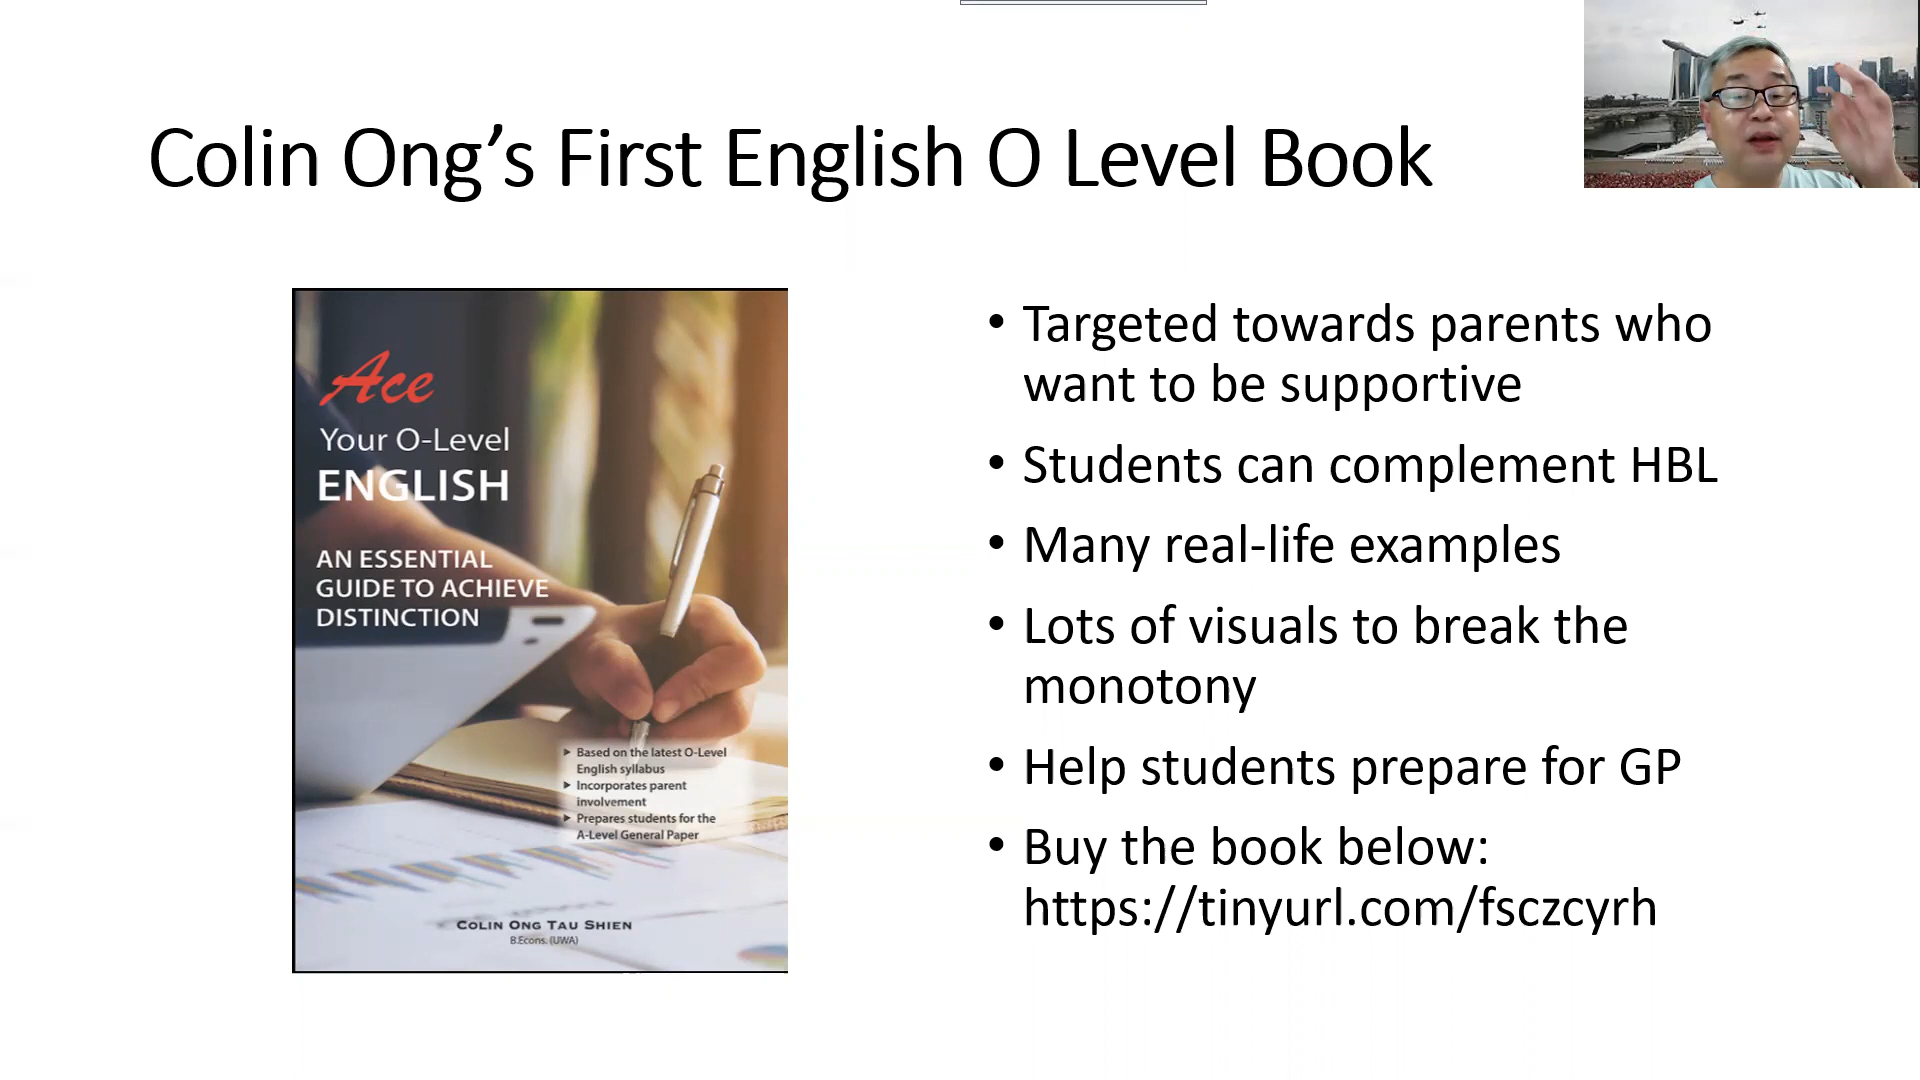 Colin Ong’s First English O Level Book
Ace
Your O-Level
ENGLISH
AN ESSENTIAL
GUIDE TO ACHIEVE
DISTINCTION
Based on the latest O-Level
English syllabus
Incorporates parent
involvement
Prepares students for the
A-Level General Paper
COLIN ONG TAU SHIEN
B.Econs. (UWA)
• Targeted towards parents who
want to be supportive
• Students can complement HBL
• Many real-life examples
• Lots of visuals to break the
monotony
• Help students prepare for GP
• Buy the book below:
https://tinyurl.com/fsczcyrh